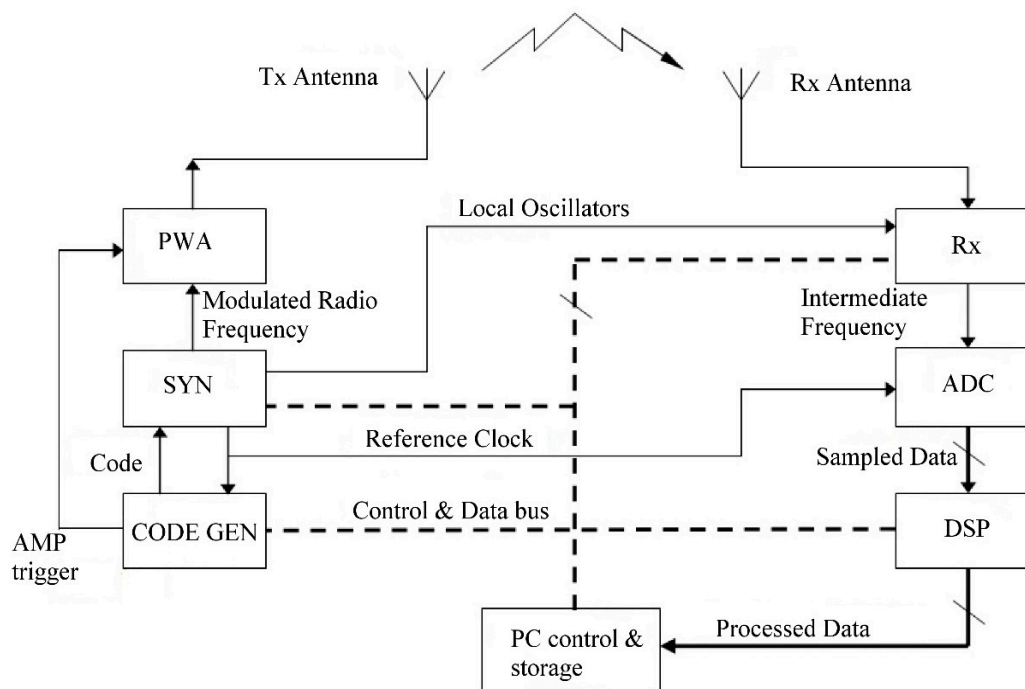 Tx Antenna
Rx Antenna
PWA
Local Oscillators
Rx
Modulated Radio
Frequency
Intermediate
Frequency
SYN
ADC
Reference Clock
Code
Sampled Data
CODE GEN
Control & Data bus
DSP
AMP
trigger
PC control &
storage
Processed Data